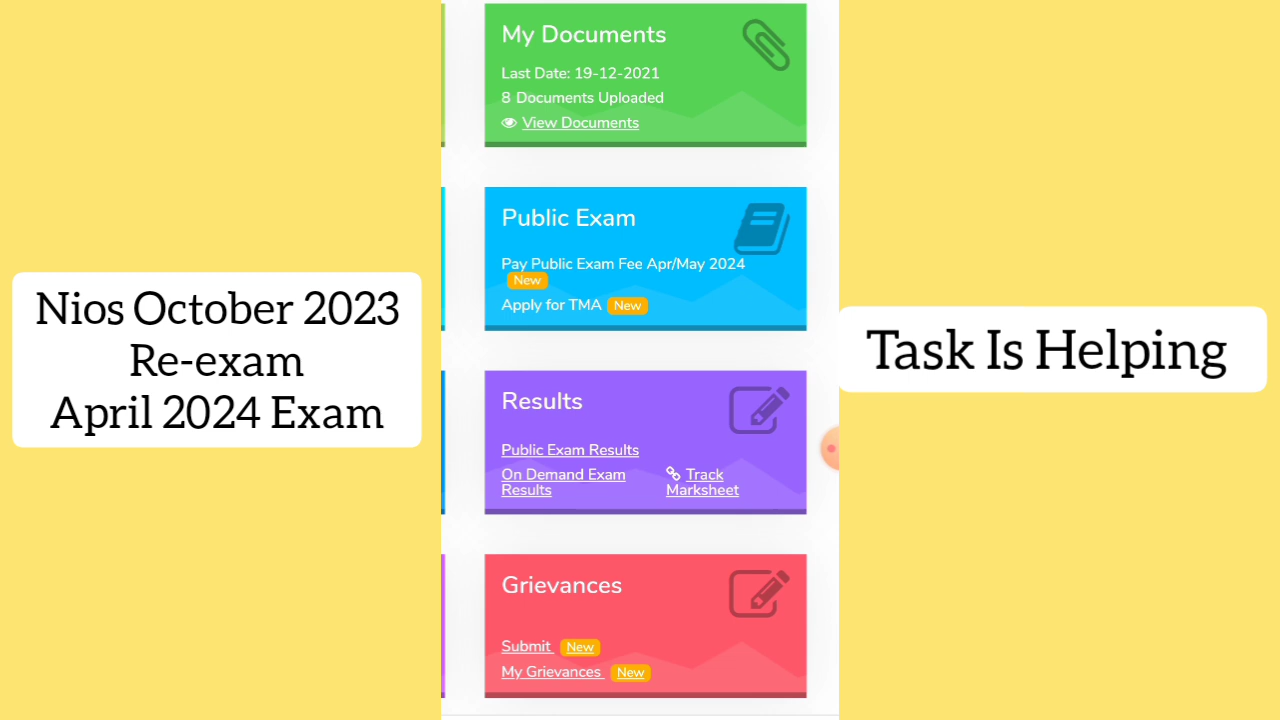 Nios October 2023
Re-exam
April 2024 Exam
My Documents
Last Date: 19-12-2021
8 Documents Uploaded
View Documents
Public Exam
Pay Public Exam Fee Apr/May 2024
New
Apply for TMA New
Results
Public Exam Results
On Demand Exam
Results
Track
Marksheet
Grievances
Submit New
My Grievances New
Task Is Helping